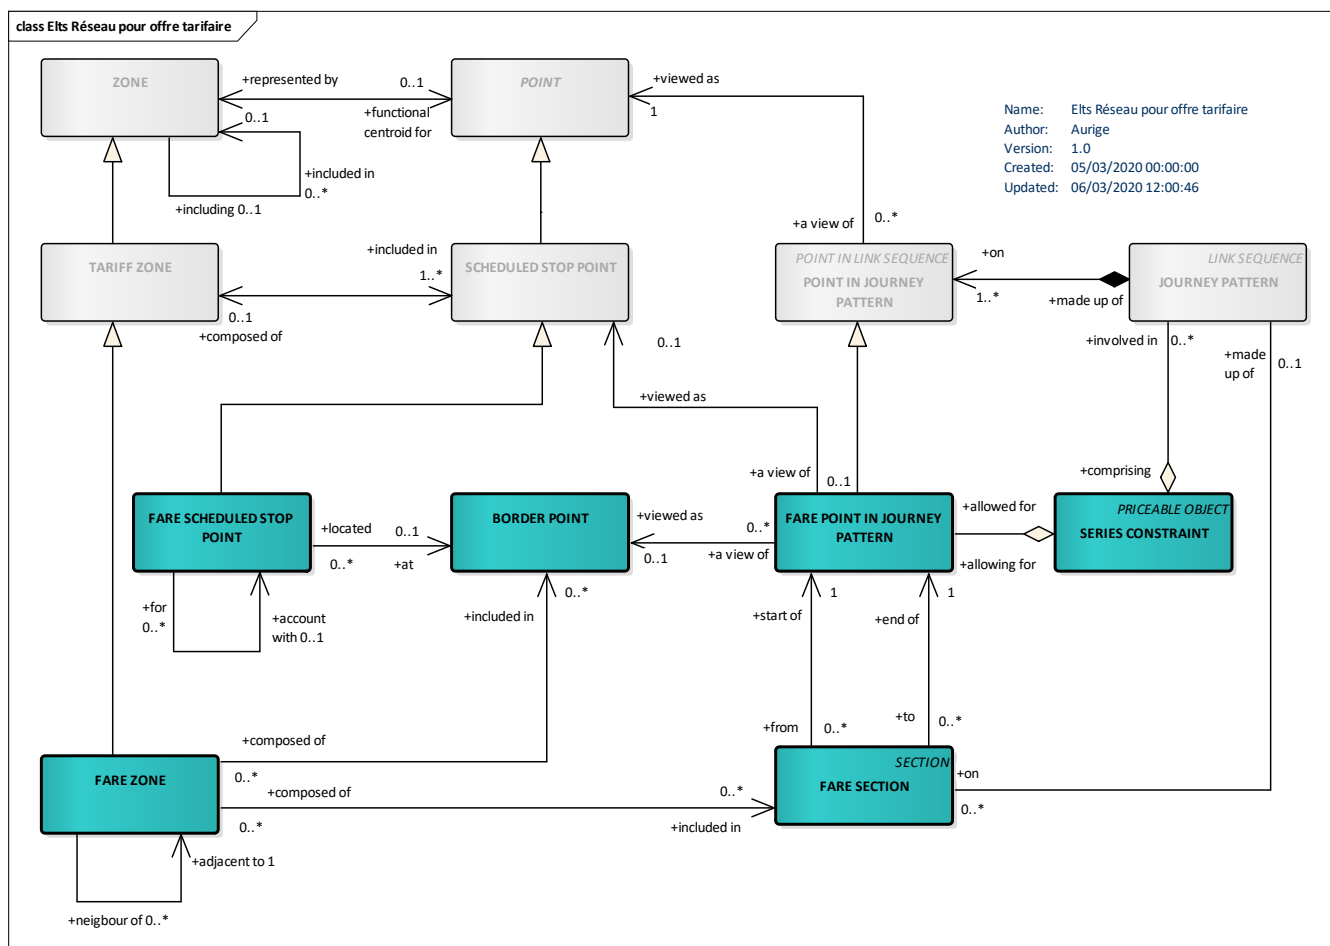 class Elts Réseau pour offre tarifaire
ZONE
+represented by
0..1
POINT
+viewed as
0..1
+functional
centroid for
1
Name: Elts Réseau pour offre tarifaire
Author: Aurige
Version: 1.0
Created: 05/03/2020 00:00:00
Updated: 06/03/2020 12:00:46
+included in
0..*
+including 0..1
+a view of
0..*
TARIFF ZONE
+included in
1..*
0..1
+composed of
SCHEDULED STOP POINT
POINT IN LINK SEQUENCE
POINT IN JOURNEY
PATTERN
+on
1..*
+made up of
LINK SEQUENCE
JOURNEY PATTERN
0..1
+involved in
0..*
+made
up of
0..1
+viewed as
+a view of
0..1
+comprising
FARE SCHEDULED STOP
POINT
+located
0..1
0..*
+at
BORDER POINT
+viewed as
0..*
0..1
+a view of
FARE POINT IN JOURNEY
PATTERN
+allowed for
+allowing for
PRICEABLE OBJECT
SERIES CONSTRAINT
+for
0..*
+account
with 0..1
0..*
+included in
1
+start of
1
+end of
+from
0..*
+to
0..*
FARE ZONE
+composed of
0..*
+composed of
0..*
0..*
+included in
SECTION
FARE SECTION
+on
0..*
+adjacent to 1
+neigbour of 0..*